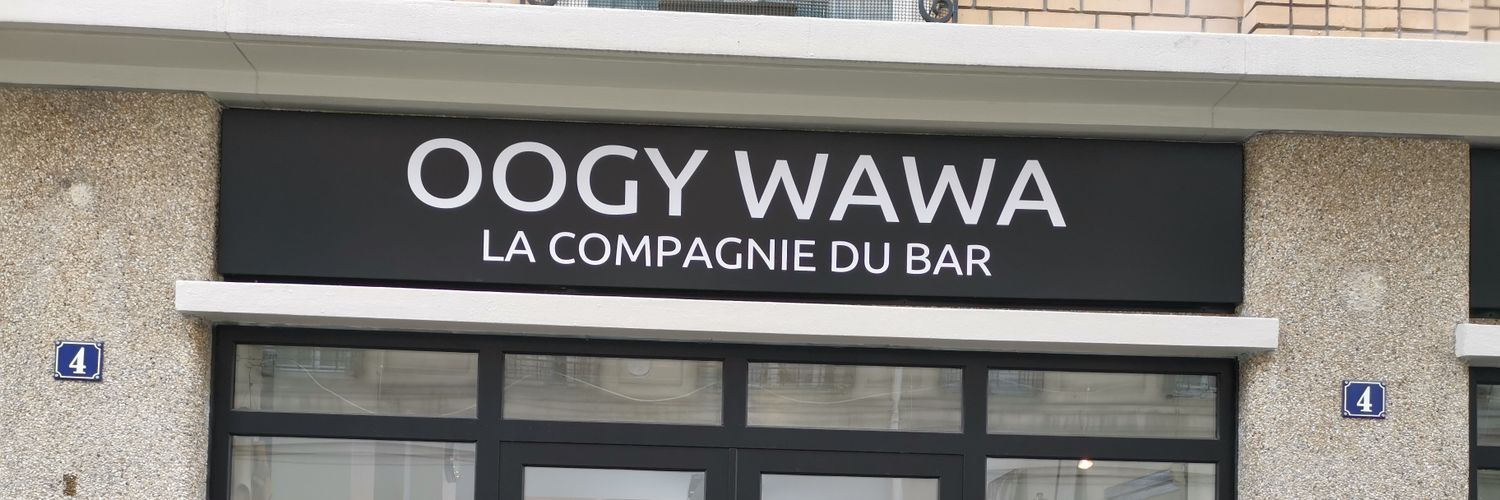 OOGY WAWA
LA COMPAGNIE DU BAR
4
4